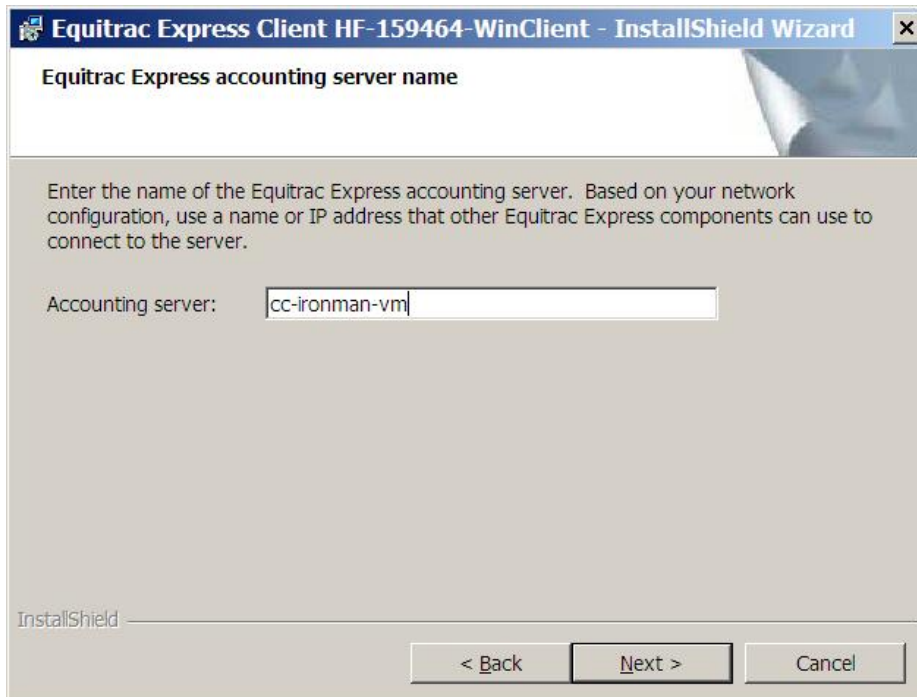 Equitrac Express Client HF-159464-WinClient - InstallShield Wizard
Equitrac Express accounting server name
Enter the name of the Equitrac Express accounting server. Based on your network
configuration, use a name or IP address that other Equitrac Express components can use to
connect to the server.
Accounting server: cc-ironman-vm
InstallShield
< Back Next > Cancel